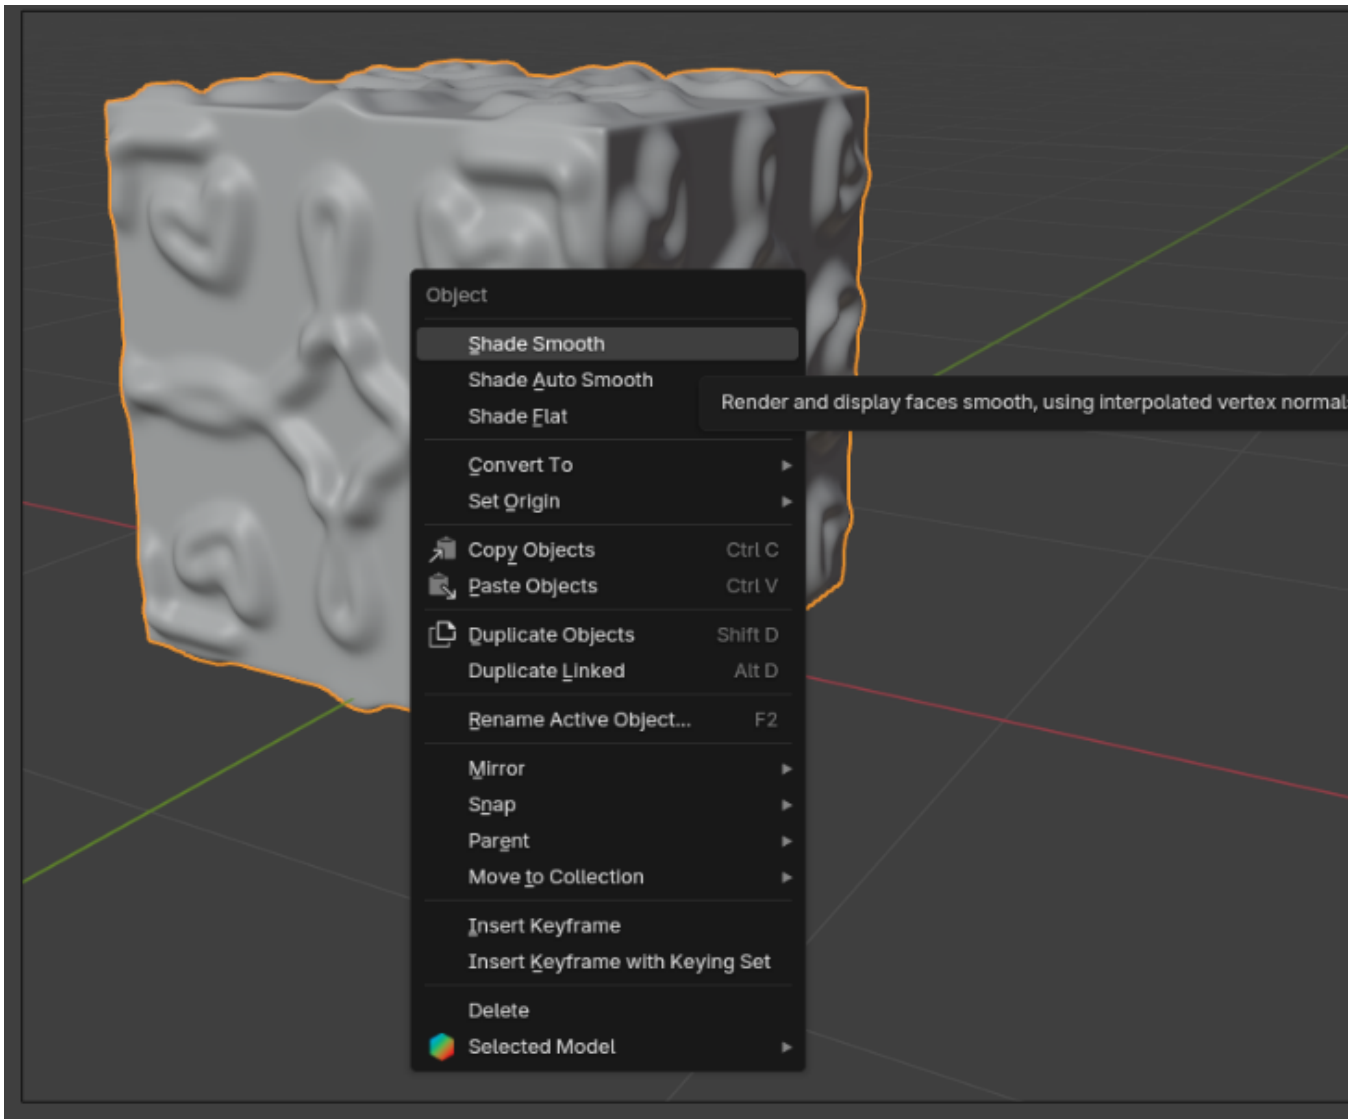 Object
Shade Smooth
Shade Auto Smooth
Render and display faces smooth, using interpolated vertex normals
Shade Flat
Convert To
Set Origin
Copy Objects Ctrl C
Paste Objects Ctrl V
Duplicate Objects Shift D
Duplicate Linked Alt D
Rename Active Object... F2
Mirror
Snap
Parent
Move to Collection
Insert Keyframe
Insert Keyframe with Keying Set
Delete
Selected Model